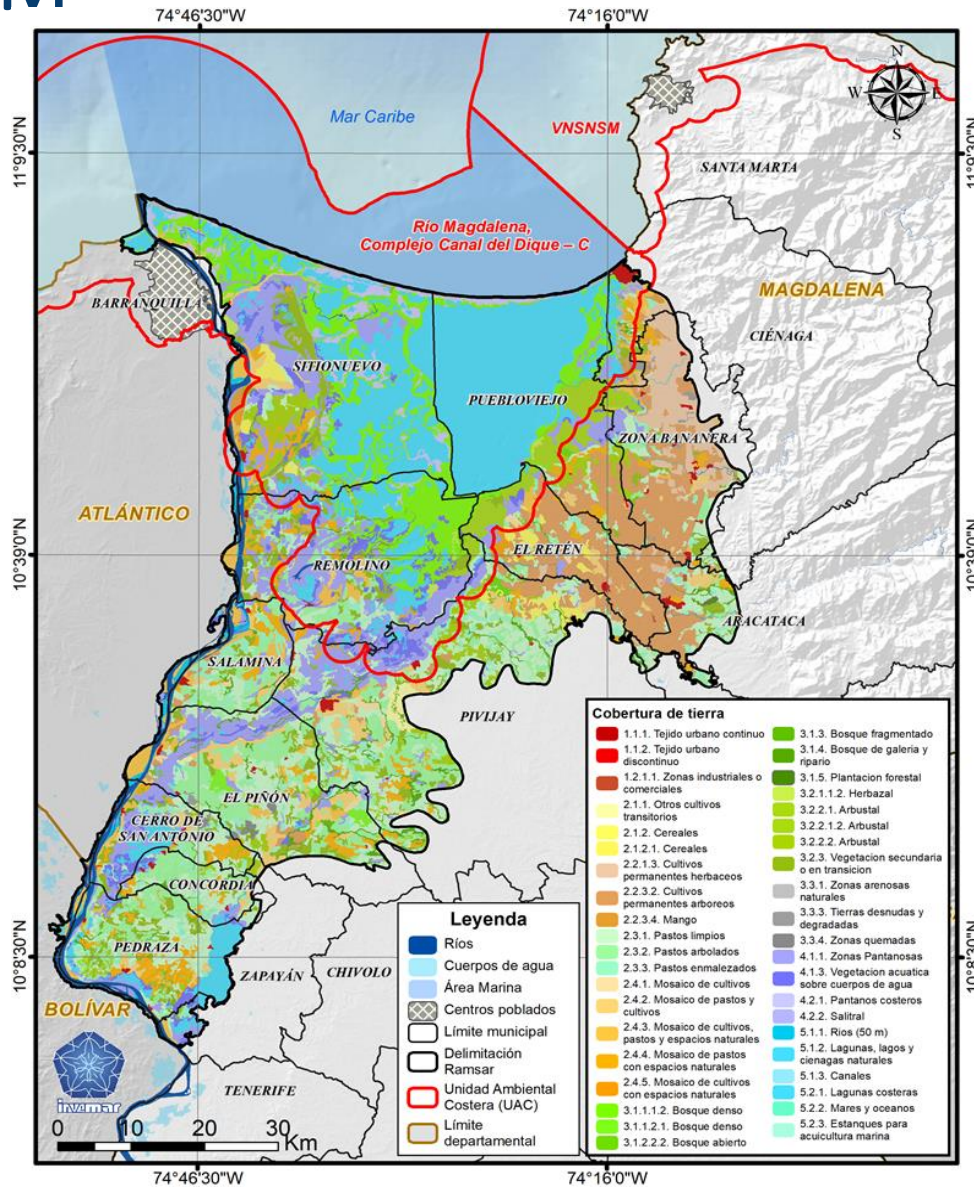 74°46'30"W
74°16'0"W
N
W
E
S
Mar Caribe
VNSNSM
11°9'30"N
11°9'30"N
SANTA MARTA
Río Magdalena,
Complejo Canal del Dique – C
MAGDALENA
BARRANQUILLA
CIÉNAGA
SITIONUEVO
PUEBLOVIEJO
ZONA BANANERA
ATLÁNTICO
10°39'0"N
EL RETÉN
10°39'0"N
REMOLINO
ARACATACA
SALAMINA
PIVIJAY
EL PIÑÓN
CERRO DE
SAN ANTONIO
CONCORDIA
PEDRAZA
10°8'30"N
ZAPAYÁN
CHIVOLO
10°8'30"N
BOLÍVAR
TENERIFE
invemar
0
10
20
30
Km
Leyenda
Ríos
Cuerpos de agua
Área Marina
Centros poblados
Límite municipal
Delimitación
Ramsar
Unidad Ambiental
Costera (UAC)
Límite
departamental
Cobertura de tierra
1.1.1. Tejido urbano continuo
1.1.2. Tejido urbano
discontinuo
1.2.1.1. Zonas industriales o
comerciales
2.1.1. Otros cultivos
transitorios
2.1.2. Cereales
2.1.2.1. Cereales
2.2.1.3. Cultivos
permanentes herbaceos
2.2.3.2. Cultivos
permanentes arboreos
2.2.3.4. Mango
2.3.1. Pastos limpios
2.3.2. Pastos arbolados
2.3.3. Pastos enmalezados
2.4.1. Mosaico de cultivos
2.4.2. Mosaico de pastos y
cultivos
2.4.3. Mosaico de cultivos,
pastos y espacios naturales
2.4.4. Mosaico de pastos
con espacios naturales
2.4.5. Mosaico de cultivos
con espacios naturales
3.1.1.1.2. Bosque denso
3.1.1.2.1. Bosque denso
3.1.2.2.2. Bosque abierto
3.1.3. Bosque fragmentado
3.1.4. Bosque de galeria y
ripario
3.1.5. Plantacion forestal
3.2.1.1.2. Herbazal
3.2.2.1. Arbustal
3.2.2.1.2. Arbustal
3.2.2.2. Arbustal
3.2.3. Vegetacion secundaria
o en transicion
3.3.1. Zonas arenosas
naturales
3.3.3. Tierras desnudas y
degradadas
3.3.4. Zonas quemadas
4.1.1. Zonas Pantanosas
4.1.3. Vegetacion acuatica
sobre cuerpos de agua
4.2.1. Pantanos costeros
4.2.2. Salitral
5.1.1. Rios (50 m)
5.1.2. Lagunas, lagos y
cienagas naturales
5.1.3. Canales
5.2.1. Lagunas costeras
5.2.2. Mares y oceanos
5.2.3. Estanques para
acuicultura marina
74°46'30"W
74°16'0"W